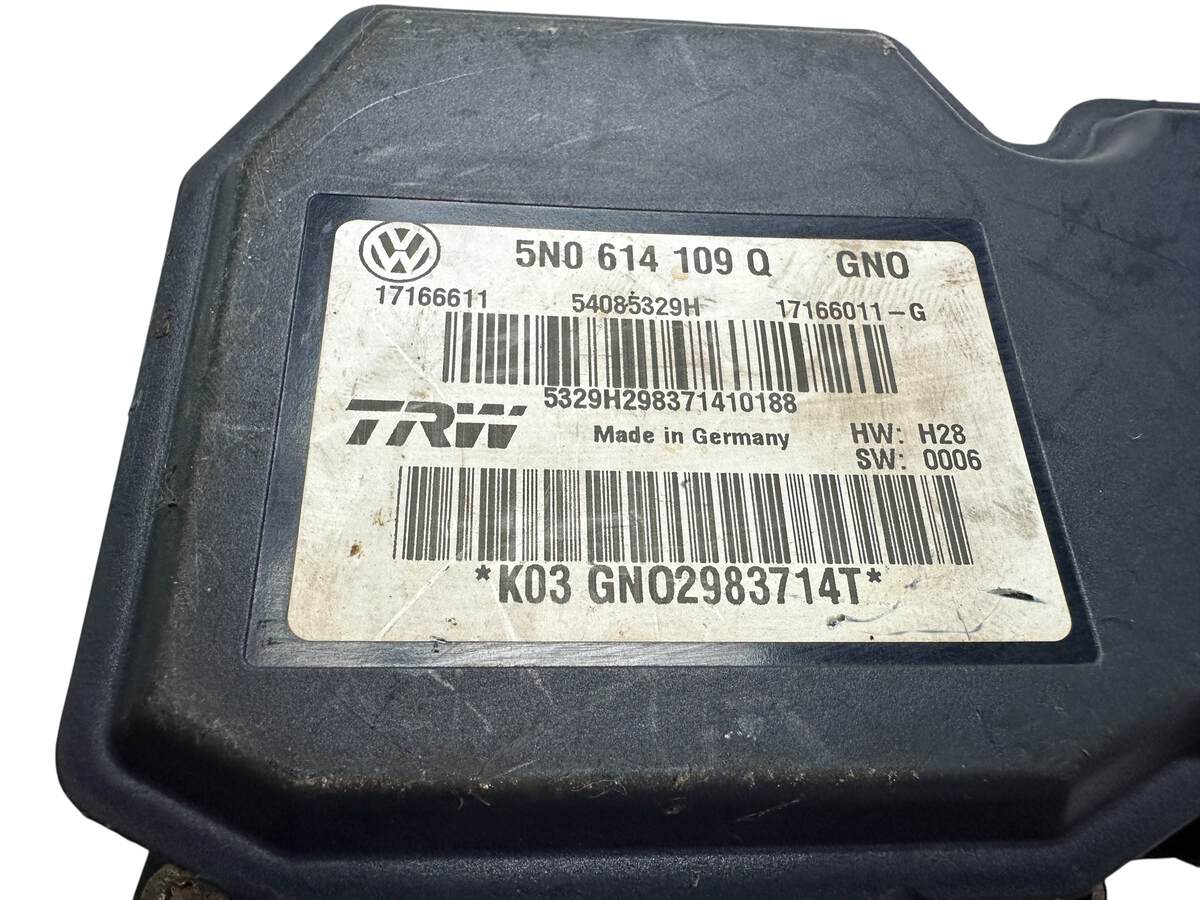 5N0 614 109 Q GNO
17166611 54085329H 17166011-G
5329H298371410188
TRW Made in Germany HW: H28
SW: 0006
*K03 GNO2983714T*